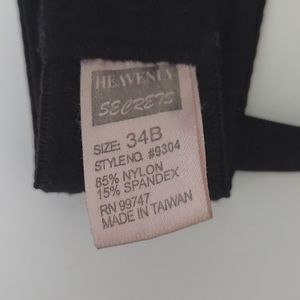 HEAVENLY
SECRETS
SIZE: 34B
STYLE NO. #9304
85% NYLON
15% SPANDEX
RN 99747
MADE IN TAIWAN